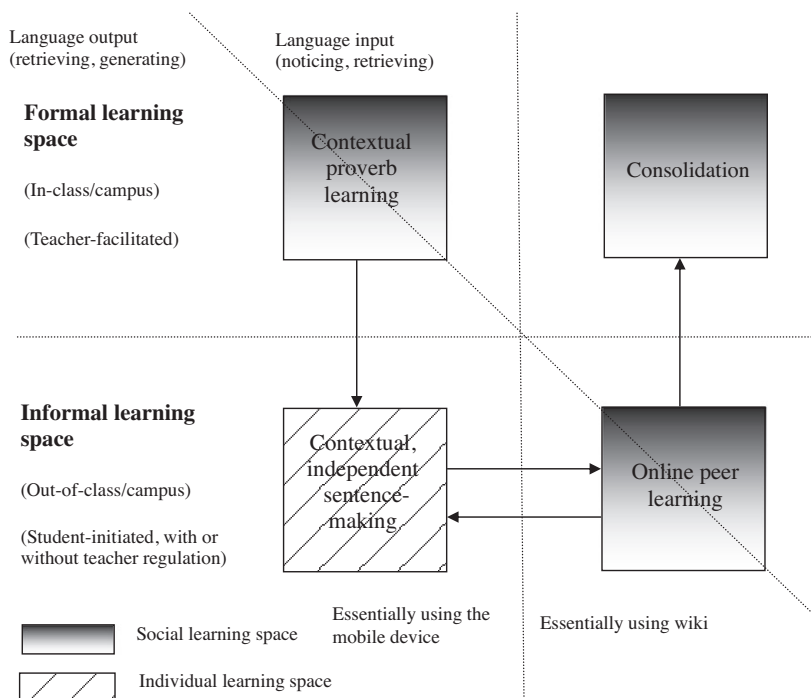 Language output
(retrieving, generating)
Language input
(noticing, retrieving)
Formal learning
space
(In-class/campus)
(Teacher-facilitated)
Contextual
proverb
learning
Consolidation
Informal learning
space
(Out-of-class/campus)
(Student-initiated, with or
without teacher regulation)
Contextual,
independent
sentence-
making
Online peer
learning
Essentially using the
mobile device
Essentially using wiki
Social learning space
Individual learning space